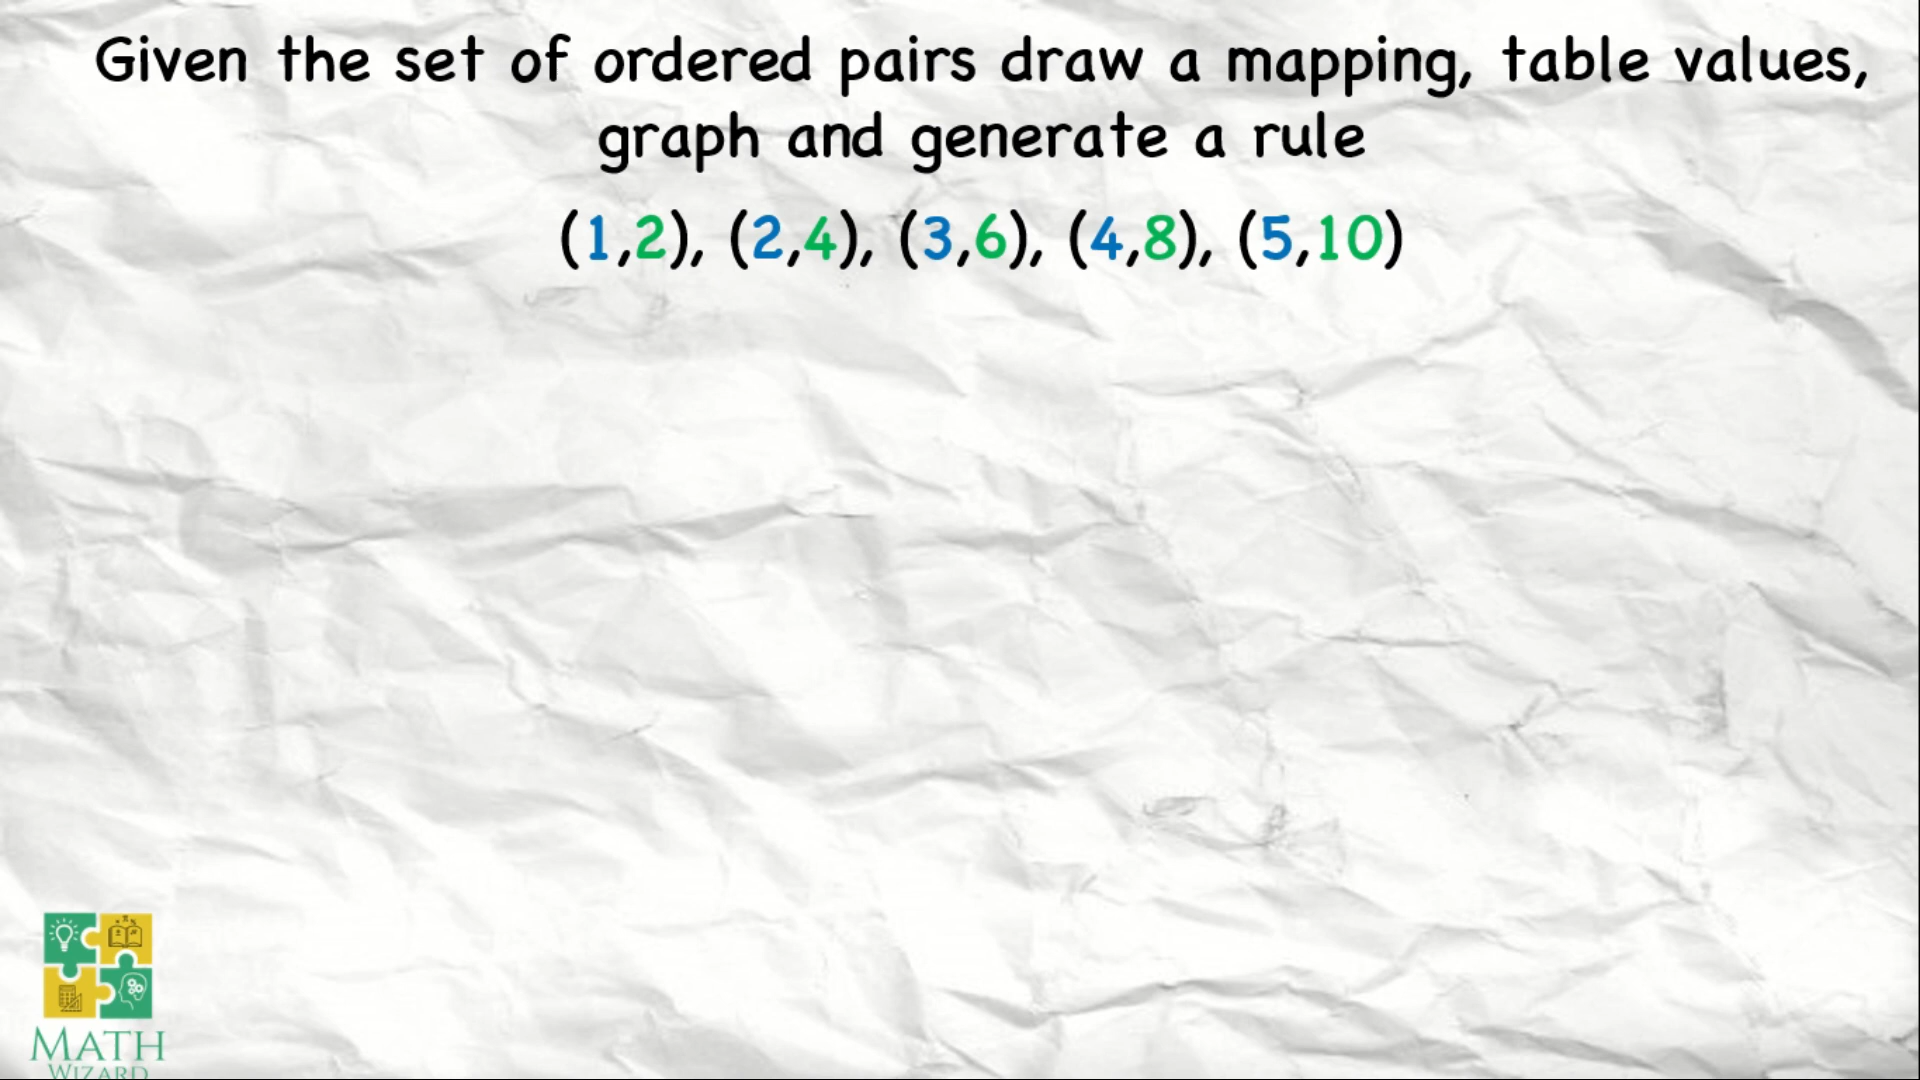 Given the set of ordered pairs draw a mapping, table values,
graph and generate a rule
(1,2), (2,4), (3,6), (4,8), (5,10)
MATH
WIZARD